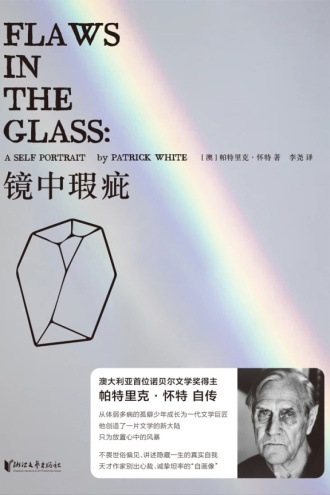 FLAWS
IN
THE
GLASS:
A SELF PORTRAIT by PATRICK WHITE ［澳］帕特里克·怀特 著 李尧 译
镜中瑕疵
澳大利亚首位诺贝尔文学奖得主
帕特里克·怀特 自传
从体弱多病的孤僻少年成长为一代文学巨匠
他创造了一片文学的新大陆
只为放置心中的风暴
不畏世俗偏见，讲述隐藏一生的真实自我
天才作家别出心裁、诚挚坦率的“自画像”
浙江文艺出版社